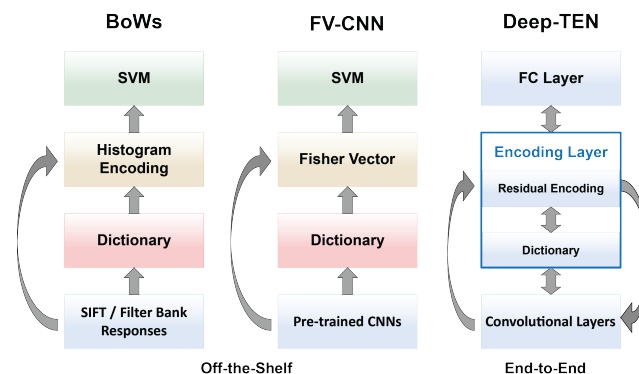 BoWs
SVM
Histogram
Encoding
Dictionary
SIFT / Filter Bank
Responses
FV-CNN
SVM
Fisher Vector
Dictionary
Pre-trained CNNs
Off-the-Shelf
Deep-TEN
FC Layer
Encoding Layer
Residual Encoding
Dictionary
Convolutional Layers
End-to-End